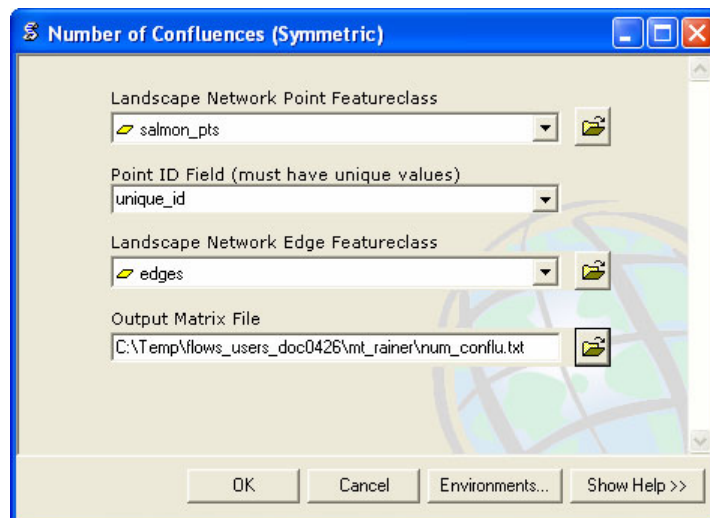 Number of Confluences (Symmetric)
Landscape Network Point Featureclass
salmon_pts
Point ID Field (must have unique values)
unique_id
Landscape Network Edge Featureclass
edges
Output Matrix File
C:\Temp\flows_users_doc0426\mt_rainer\num_conflu.txt
OK
Cancel
Environments...
Show Help >>